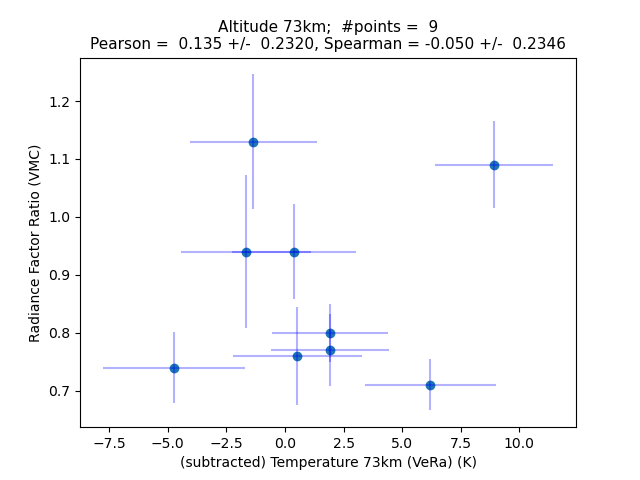 Altitude 73km;  #points =  9
Pearson =  0.135 +/-  0.2320, Spearman = -0.050 +/-  0.2346
Radiance Factor Ratio (VMC)
1.2
1.1
1.0
0.9
0.8
0.7
−7.5 −5.0 −2.5 0.0 2.5 5.0 7.5 10.0
(subtracted) Temperature 73km (VeRa) (K)